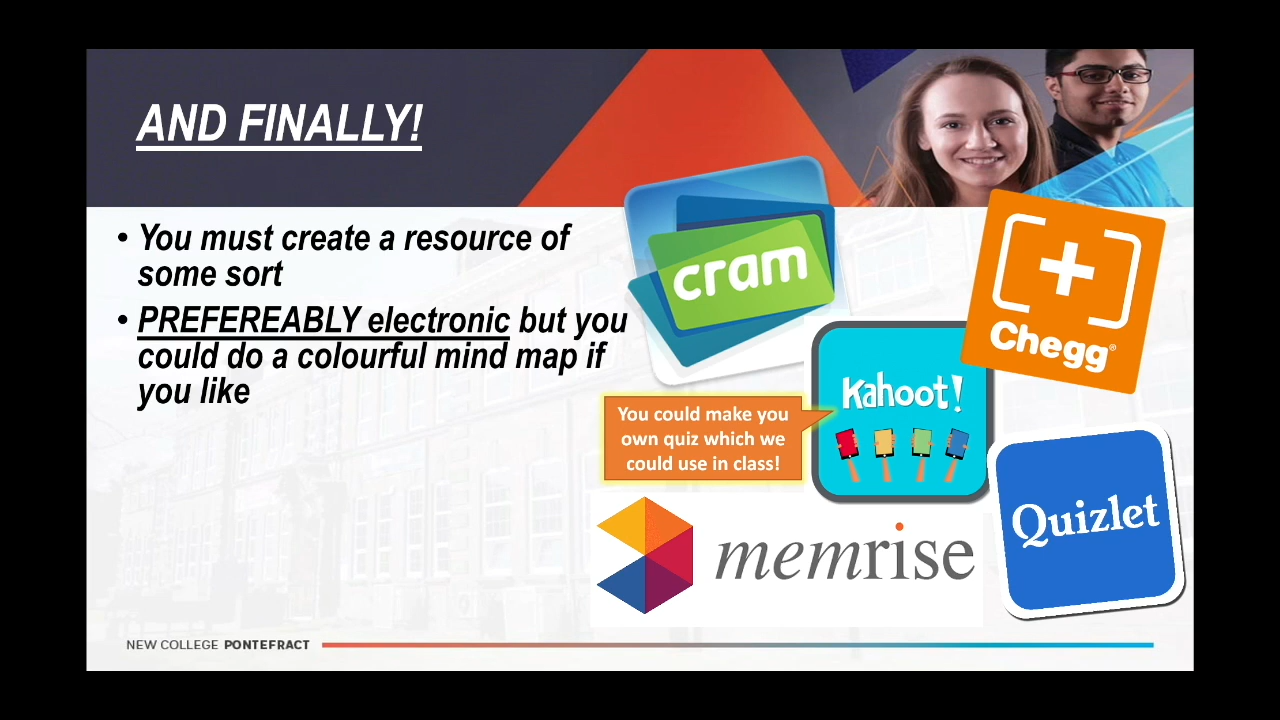 AND FINALLY!
• You must create a resource of
some sort
• PREFEREABLY electronic but you
could do a colourful mind map if
you like
cram
Chegg®
Kahoot!
You could make you
own quiz which we
could use in class!
Quizlet
memrise
NEW COLLEGE PONTEFRACT